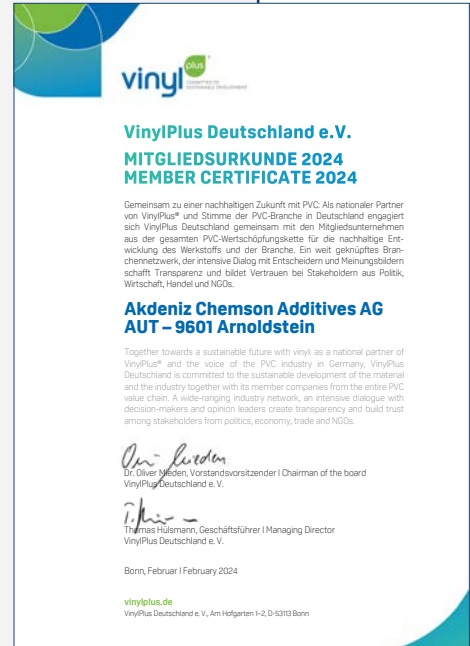 vinyl plus
COMMITTED TO
SUSTAINABLE DEVELOPMENT
VinylPlus Deutschland e.V.
MITGLIEDSURKUNDE 2024
MEMBER CERTIFICATE 2024
Gemeinsam zu einer nachhaltigen Zukunft mit PVC: Als nationaler Partner
von VinylPlus® und Stimme der PVC-Branche in Deutschland engagiert
sich VinylPlus Deutschland gemeinsam mit den Mitgliedsunternehmen
aus der gesamten PVC-Wertschöpfungskette für die nachhaltige Ent-
wicklung des Werkstoffs und der Branche. Ein weit geknüpftes Bran-
chennetzwerk, der intensive Dialog mit Entscheidern und Meinungsbildnern
schafft Transparenz und bildet Vertrauen bei Stakeholdern aus Politik,
Wirtschaft, Handel und NGOs.
Akdeniz Chemson Additives AG
AUT – 9601 Arnoldstein
Together towards a sustainable future with vinyl: as a national partner of
VinylPlus® and the voice of the PVC industry in Germany, VinylPlus
Deutschland is committed to the sustainable development of the material
and the industry together with its member companies from the entire PVC
value chain. A wide-ranging industry network, an intensive dialogue with
decision-makers and opinion leaders create transparency and build trust
among stakeholders from politics, economy, trade and NGOs.
Dr. Oliver Mieden, Vorstandsvorsitzender I Chairman of the board
VinylPlus Deutschland e. V.
Thomas Hülsmann, Geschäftsführer I Managing Director
VinylPlus Deutschland e. V.
Bonn, Februar I February 2024
vinylplus.de
VinylPlus Deutschland e. V., Am Hofgarten 1–2, D-53113 Bonn